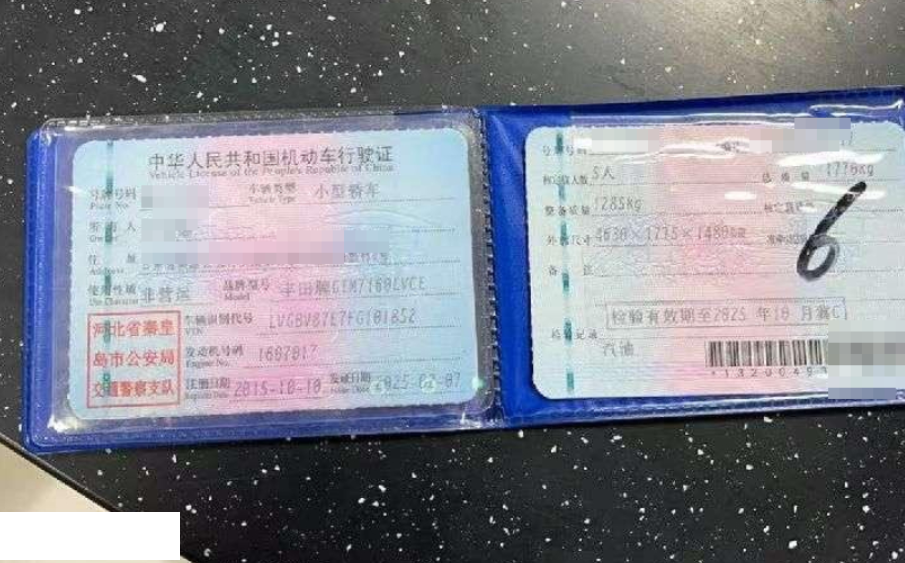 中华人民共和国机动车行驶证
Vehicle License of the People's Republic of China
号牌号码
Plate No.
车辆类型 小型轿车
Vehicle Type
所有人
Owner
住 址
Address
使用性质 非营运
Use Character
品牌型号 丰田牌GTM7160LVCE
Model
河北省秦皇
岛市公安局
交通警察支队
车辆识别代号
VIN
发动机号码
Engine No.
注册日期 2015-10-10
Register Date
发证日期 2025-02-07
Issue Date
号牌号码
核定载人数 5人
总质量 1776kg
整备质量 1285kg
外廓尺寸 4630×1775×1480mm
备 注
检验有效期至2025年10月冀C
检验记录
汽油
6